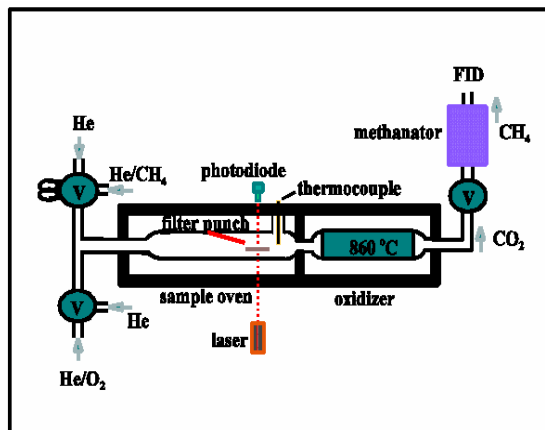 FID
He
methanator
CH₄
He/CH₄
V
photodiode
thermocouple
V
filter punch
860 °C
CO₂
sample oven
oxidizer
V
He
laser
He/O₂